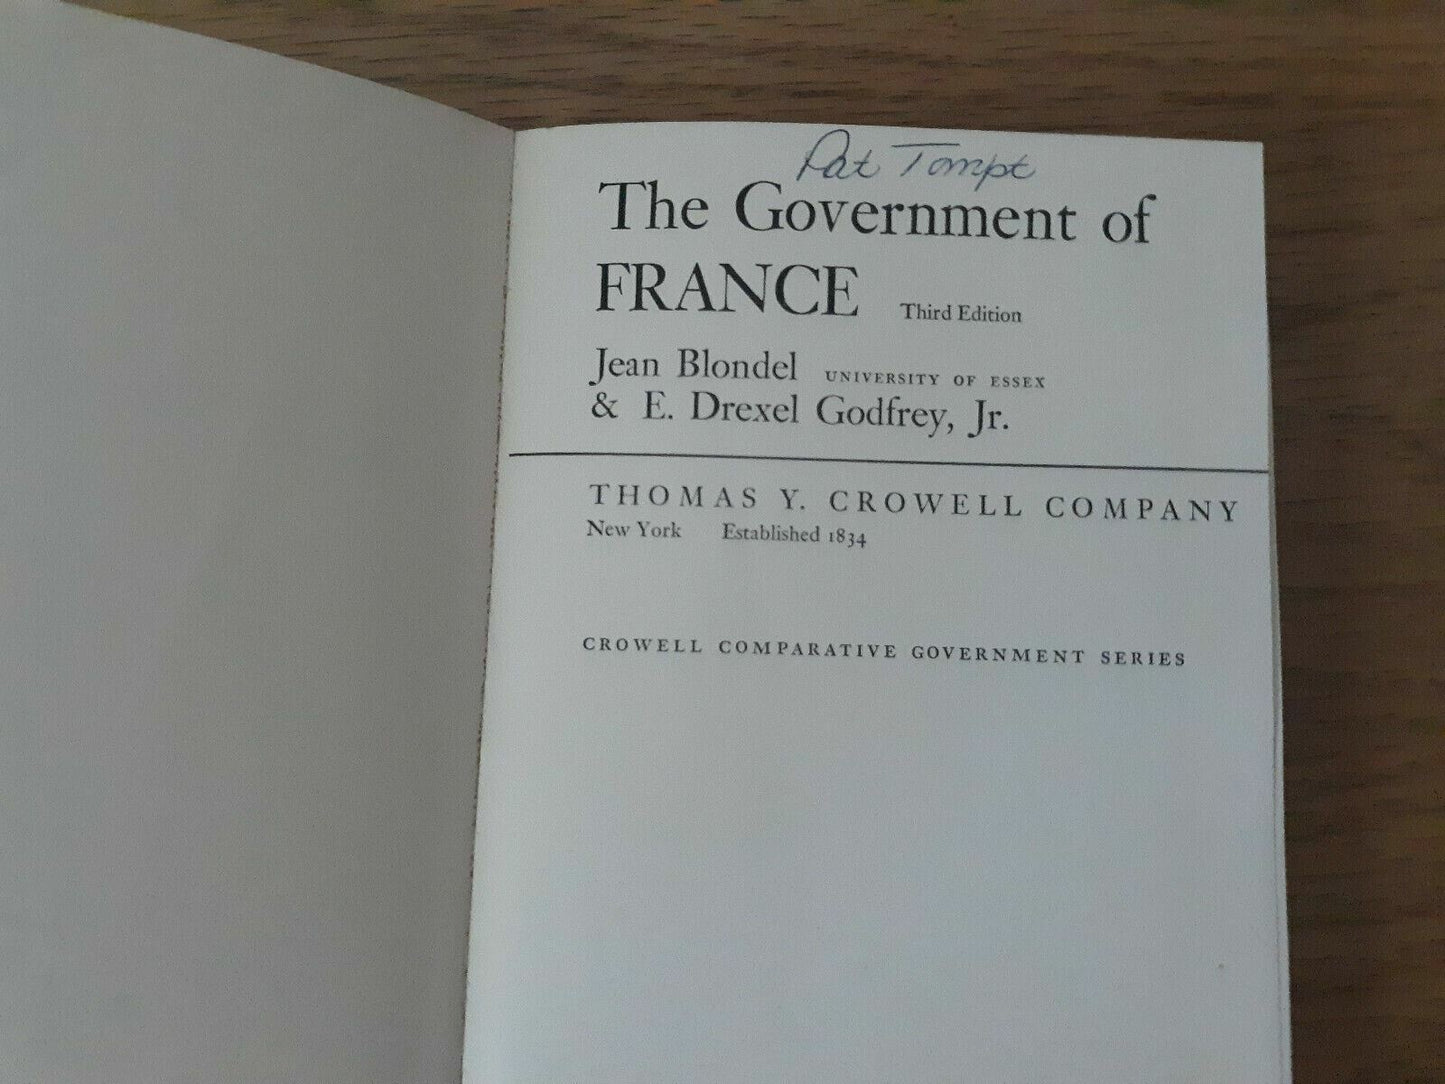 Pat Tompt
The Government of
FRANCE Third Edition
Jean Blondel UNIVERSITY OF ESSEX
& E. Drexel Godfrey, Jr.
THOMAS Y. CROWELL COMPANY
New York Established 1834
CROWELL COMPARATIVE GOVERNMENT SERIES